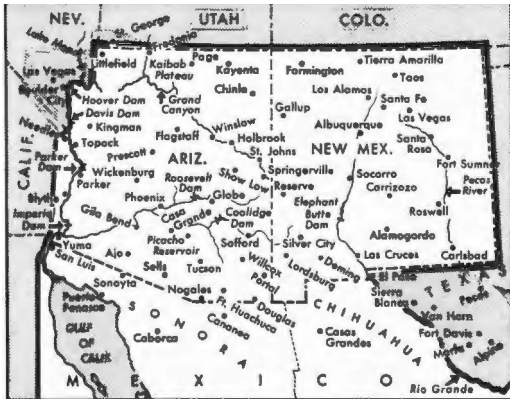 NEV.
UTAH
COLO.
St. George
Lake Mead
Fredonia
Littlefield
Page
Tierra Amarilla
Las Vegas
Kaibab
Plateau
Kayenta
Farmington
Taos
Boulder
City
Chinle
Los Alamos
Santa Fe
Hoover Dam
Grand
Canyon
Gallup
Las Vegas
Davis Dam
Needles
Kingman
Winslow
Albuquerque
Santa
Rosa
Topock
Flagstaff
Holbrook
NEW MEX.
CALIF.
Prescott
ARIZ.
St. Johns
Fort Sumner
Parker
Dam
Wickenburg
Show Low
Springerville
Socorro
Pecos
River
Parker
Roosevelt
Dam
Reserve
Carrizozo
Blythe
Phoenix
Globe
Roswell
Imperial
Dam
Gila Bend
Casa
Grande
Coolidge
Dam
Elephant
Butte
Dam
Yuma
Picacho
Reservoir
Safford
Silver City
Alamogordo
San Luis
Ajo
Wilcox
Deming
Las Cruces
Carlsbad
Sells
Tucson
Portal
Lordsburg
El Paso
TEXAS
Sonoyta
Nogales
Ft. Huachuca
Douglas
Sierra
Blanca
Pecos
Puerto
Penasco
Cananea
CHIHUAHUA
Van Horn
GULF
OF
CALIF.
SONORA
Caborca
Casas
Grandes
Fort Davis
Marfa
Alpine
MEXICO
Rio Grande